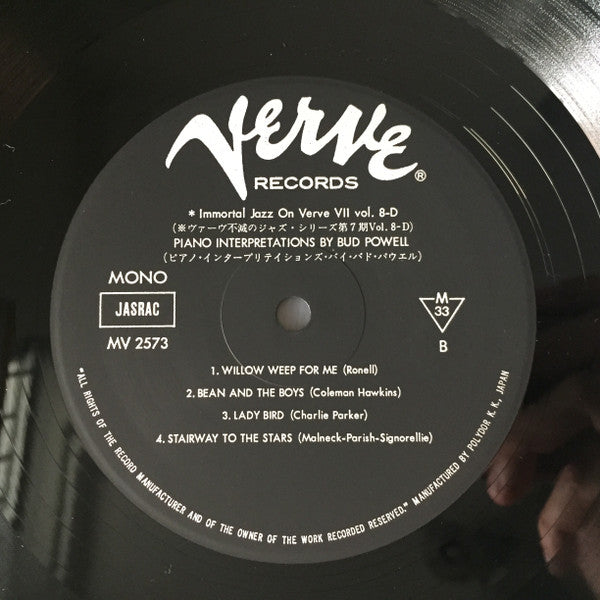 Verve
RECORDS ®
* Immortal Jazz On Verve VII vol. 8-D
(※ヴァーヴ不滅のジャズ・シリーズ第7期Vol. 8-D)
PIANO INTERPRETATIONS BY BUD POWELL
(ピアノ・インタープリテイションズ・バイ・バド・パウエル)
MONO
JASRAC
MV 2573
M
33
B
1. WILLOW WEEP FOR ME (Ronell)
2. BEAN AND THE BOYS (Coleman Hawkins)
3. LADY BIRD (Charlie Parker)
4. STAIRWAY TO THE STARS (Malneck-Parish-Signorellie)
"ALL RIGHTS OF THE RECORD MANUFACTURER AND OF THE OWNER OF THE WORK RECORDED RESERVED." MANUFACTURED BY POLYDOR K. K., JAPAN